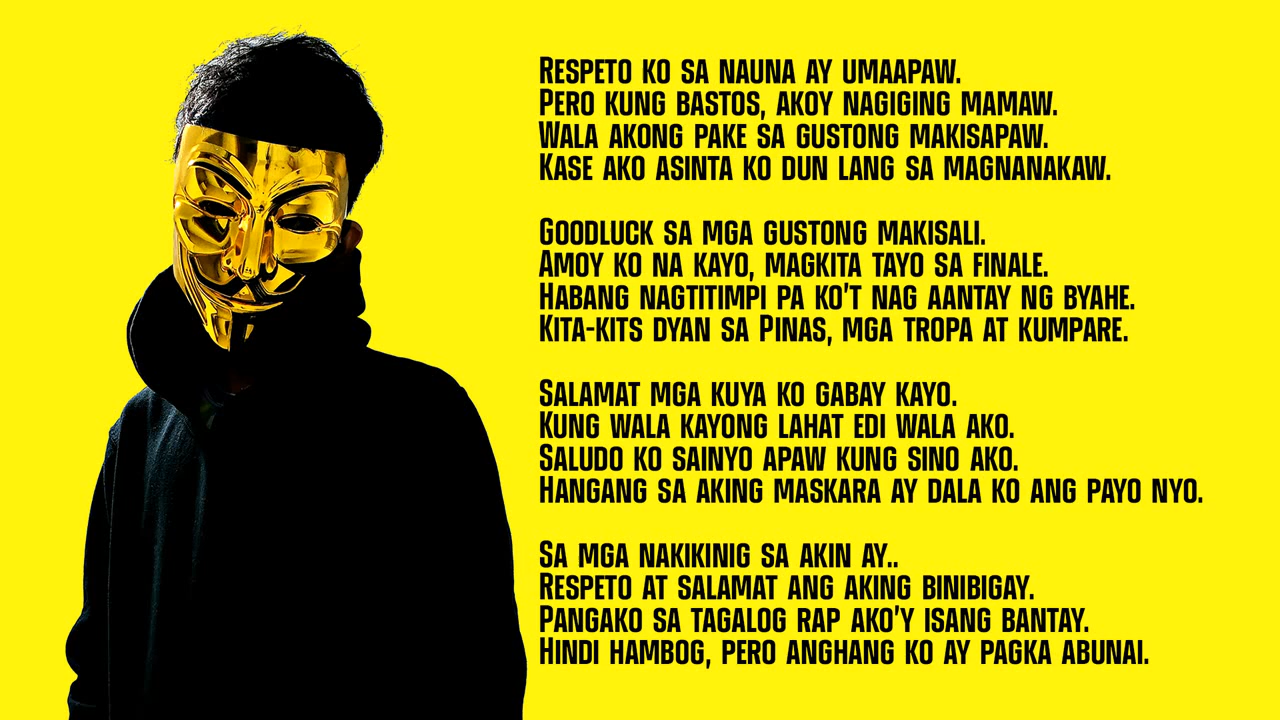 Respeto ko sa nauna ay umaapaw.
Pero kung bastos, akoy nagiging mamaw.
Wala akong pake sa gustong makisapaw.
Kase ako asinta ko dun lang sa magnanakaw.
Goodluck sa mga gustong makisali.
Amoy ko na kayo, magkita tayo sa finale.
Habang nagtitimpi pa ko't nag aantay ng byahe.
Kita-kits dyan sa Pinas, mga tropa at kumpare.
Salamat mga kuya ko gabay kayo.
Kung wala kayong lahat edi wala ako.
Saludo ko sainyo apaw kung sino ako.
Hangang sa aking maskara ay dala ko ang payo nyo.
Sa mga nakikinig sa akin ay..
Respeto at salamat ang aking binibigay.
Pangako sa tagalog rap ako'y isang bantay.
Hindi hambog, pero anghang ko ay pagka abunai.